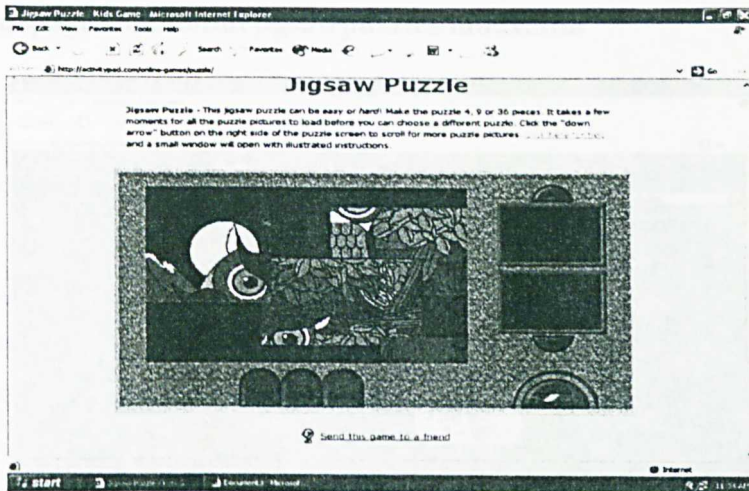 Jigsaw Puzzle - Kids Game - Microsoft Internet Explorer
File Edit View Favorites Tools Help
Back Search Favorites Media
http://activitypad.com/online-games/puzzle/ Go
Jigsaw Puzzle
Jigsaw Puzzle - This jigsaw puzzle can be easy or hard! Make the puzzle 4, 9 or 36 pieces. It takes a few
moments for all the puzzle pictures to load before you can choose a different puzzle. Click the "down
arrow" button on the right side of the puzzle screen to scroll for more puzzle pictures.
and a small window will open with illustrated instructions.
Send this game to a friend
Internet
start